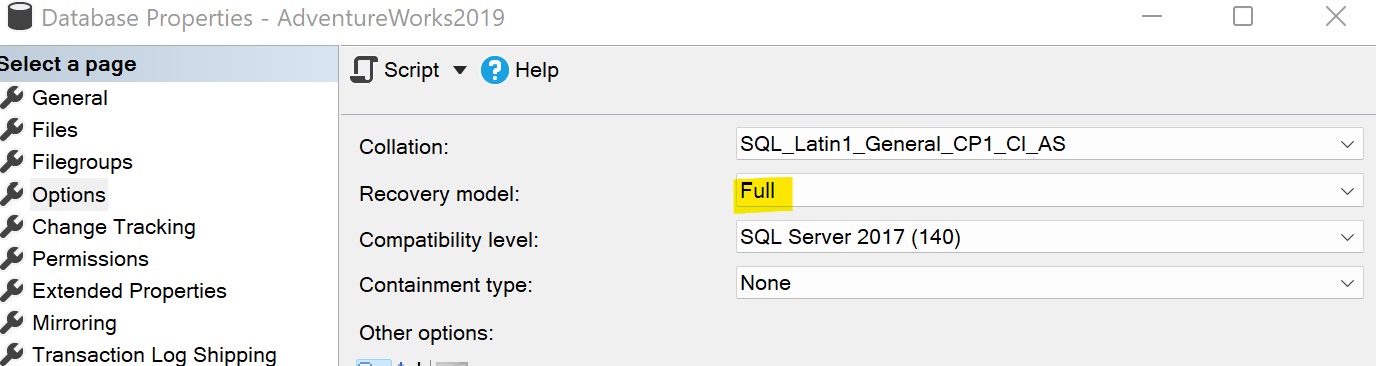 Database Properties - AdventureWorks2019
Select a page
General
Files
Filegroups
Options
Change Tracking
Permissions
Extended Properties
Mirroring
Transaction Log Shipping
Script
Help
Collation: SQL_Latin1_General_CP1_CI_AS
Recovery model: Full
Compatibility level: SQL Server 2017 (140)
Containment type: None
Other options: